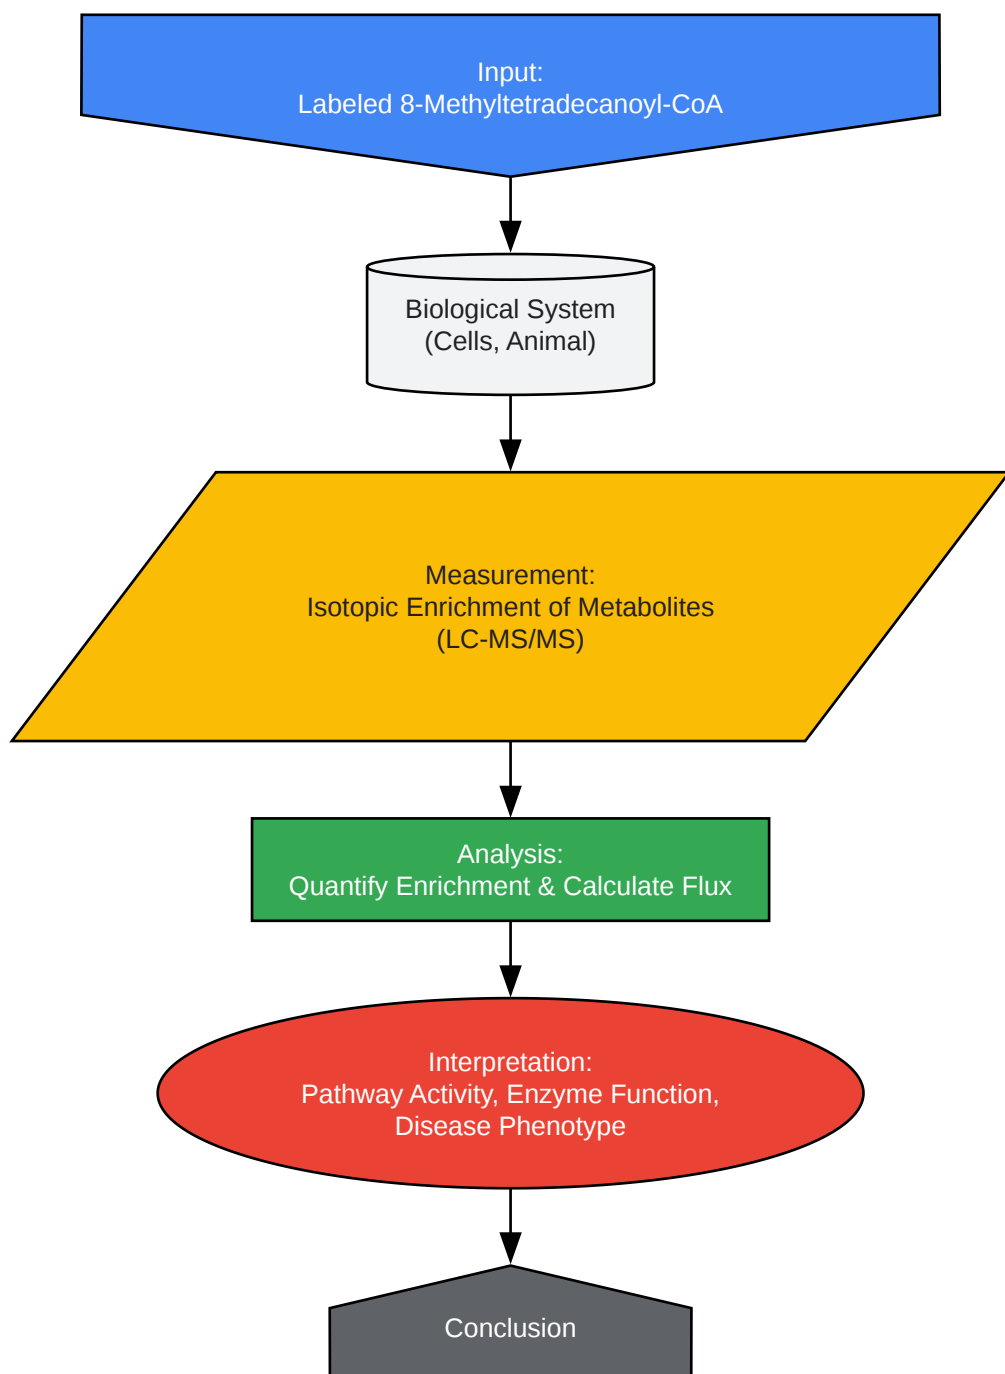 Input:
Labeled 8-Methyltetradecanoyl-CoA
Biological System
(Cells, Animal)
Measurement:
Isotopic Enrichment of Metabolites
(LC-MS/MS)
Analysis:
Quantify Enrichment & Calculate Flux
Interpretation:
Pathway Activity, Enzyme Function,
Disease Phenotype
Conclusion